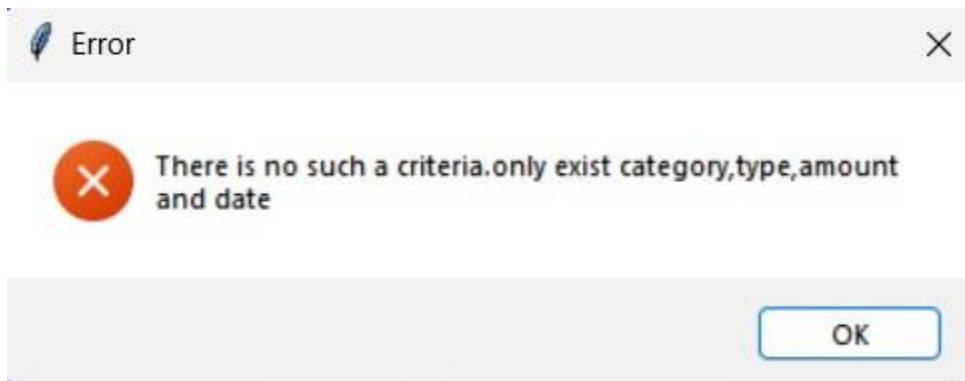 Error
There is no such a criteria.only exist category,type,amount
and date
OK